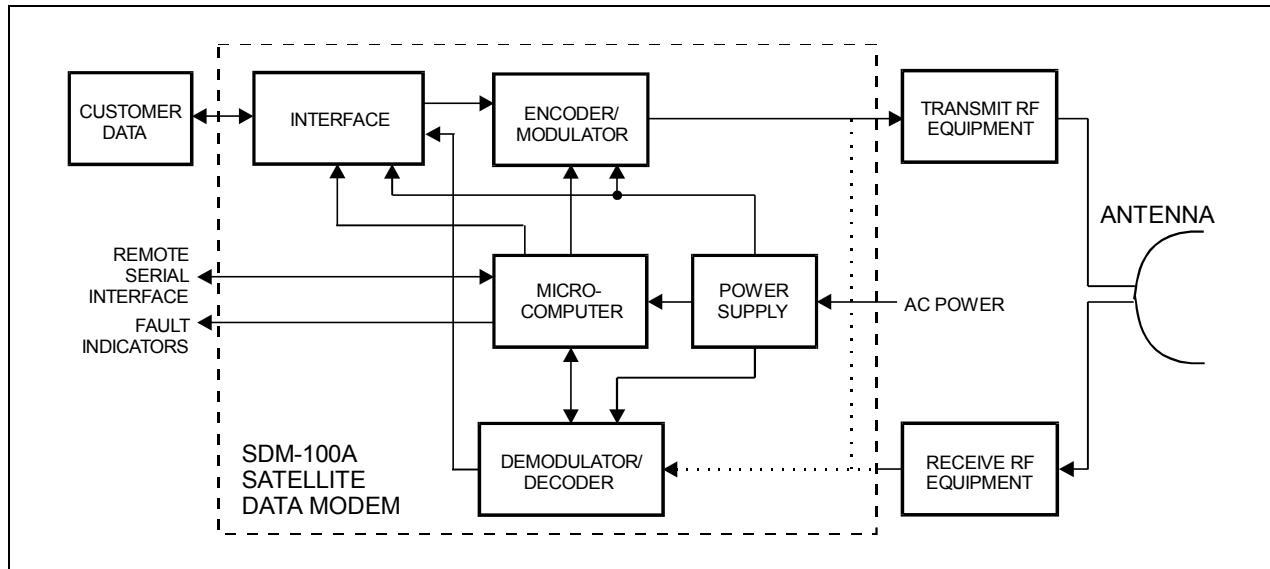 CUSTOMER
DATA
INTERFACE
ENCODER/
MODULATOR
TRANSMIT RF
EQUIPMENT
ANTENNA
REMOTE
SERIAL
INTERFACE
FAULT
INDICATORS
MICRO-
COMPUTER
POWER
SUPPLY
AC POWER
SDM-100A
SATELLITE
DATA MODEM
DEMODULATOR/
DECODER
RECEIVE RF
EQUIPMENT